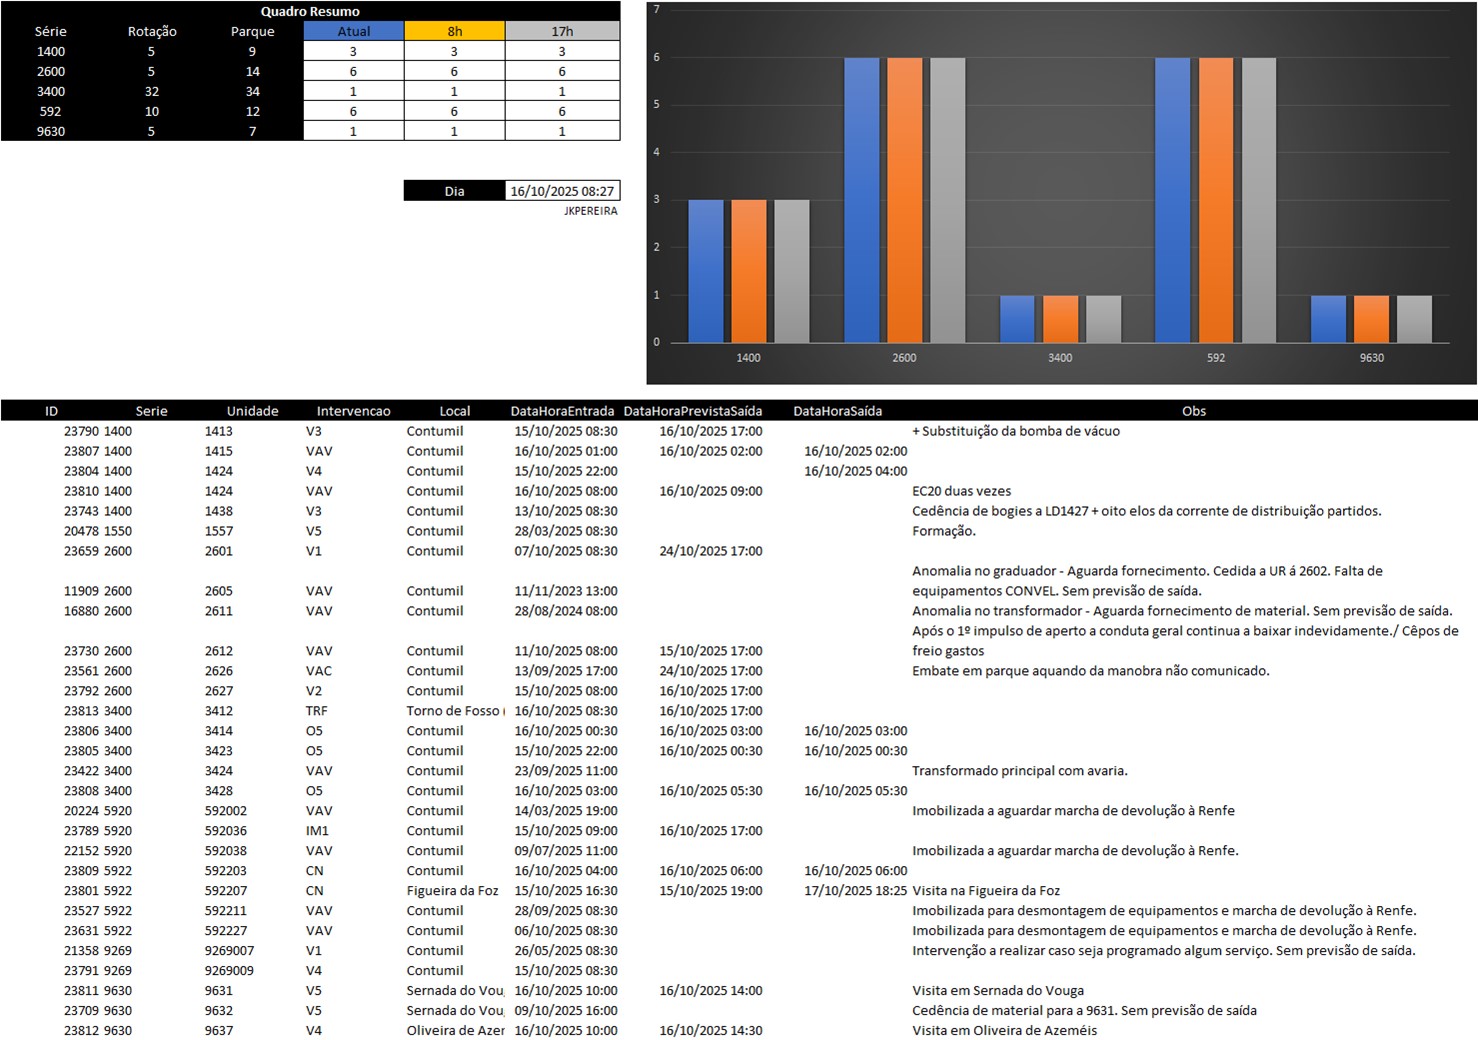 Quadro Resumo
Série Rotação Parque Atual 8h 17h
1400 5 9 3 3 3
2600 5 14 6 6 6
3400 32 34 1 1 1
592 10 12 6 6 6
9630 5 7 1 1 1
Dia 16/10/2025 08:27
JKPEREIRA
7
6
5
4
3
2
1
0
1400 2600 3400 592 9630
ID Serie Unidade Intervencao Local DataHoraEntrada DataHoraPrevistaSaída DataHoraSaída Obs
23790 1400 1413 V3 Contumil 15/10/2025 08:30 16/10/2025 17:00 + Substituição da bomba de vácuo
23807 1400 1415 VAV Contumil 16/10/2025 01:00 16/10/2025 02:00 16/10/2025 02:00
23804 1400 1424 V4 Contumil 15/10/2025 22:00 16/10/2025 04:00
23810 1400 1424 VAV Contumil 16/10/2025 08:00 16/10/2025 09:00 EC20 duas vezes
23743 1400 1438 V3 Contumil 13/10/2025 08:30 Cedência de bogies a LD1427 + oito elos da corrente de distribuição partidos.
20478 1550 1557 V5 Contumil 28/03/2025 08:30 Formação.
23659 2600 2601 V1 Contumil 07/10/2025 08:30 24/10/2025 17:00
Anomalia no graduador - Aguarda fornecimento. Cedida a UR á 2602. Falta de
11909 2600 2605 VAV Contumil 11/11/2023 13:00 equipamentos CONVEL. Sem previsão de saída.
16880 2600 2611 VAV Contumil 28/08/2024 08:00 Anomalia no transformador - Aguarda fornecimento de material. Sem previsão de saída.
Após o 1º impulso de aperto a conduta geral continua a baixar indevidamente./ Cêpos de
23730 2600 2612 VAV Contumil 11/10/2025 08:00 15/10/2025 17:00 freio gastos
23561 2600 2626 VAC Contumil 13/09/2025 17:00 24/10/2025 17:00 Embate em parque aquando da manobra não comunicado.
23792 2600 2627 V2 Contumil 15/10/2025 08:00 16/10/2025 17:00
23813 3400 3412 TRF Torno de Fosso ( 16/10/2025 08:30 16/10/2025 17:00
23806 3400 3414 O5 Contumil 16/10/2025 00:30 16/10/2025 03:00 16/10/2025 03:00
23805 3400 3423 O5 Contumil 15/10/2025 22:00 16/10/2025 00:30 16/10/2025 00:30
23422 3400 3424 VAV Contumil 23/09/2025 11:00 Transformado principal com avaria.
23808 3400 3428 O5 Contumil 16/10/2025 03:00 16/10/2025 05:30 16/10/2025 05:30
20224 5920 592002 VAV Contumil 14/03/2025 19:00 Imobilizada a aguardar marcha de devolução à Renfe
23789 5920 592036 IM1 Contumil 15/10/2025 09:00 16/10/2025 17:00
22152 5920 592038 VAV Contumil 09/07/2025 11:00 Imobilizada a aguardar marcha de devolução à Renfe.
23809 5922 592203 CN Contumil 16/10/2025 04:00 16/10/2025 06:00 16/10/2025 06:00
23801 5922 592207 CN Figueira da Foz 15/10/2025 16:30 15/10/2025 19:00 17/10/2025 18:25 Visita na Figueira da Foz
23527 5922 592211 VAV Contumil 28/09/2025 08:30 Imobilizada para desmontagem de equipamentos e marcha de devolução à Renfe.
23631 5922 592227 VAV Contumil 06/10/2025 08:30 Imobilizada para desmontagem de equipamentos e marcha de devolução à Renfe.
21358 9269 9269007 V1 Contumil 26/05/2025 08:30 Intervenção a realizar caso seja programado algum serviço. Sem previsão de saída.
23791 9269 9269009 V4 Contumil 15/10/2025 08:30
23811 9630 9631 V5 Sernada do Vou 16/10/2025 10:00 16/10/2025 14:00 Visita em Sernada do Vouga
23709 9630 9632 V5 Sernada do Vou 09/10/2025 16:00 Cedência de material para a 9631. Sem previsão de saída
23812 9630 9637 V4 Oliveira de Azer 16/10/2025 10:00 16/10/2025 14:30 Visita em Oliveira de Azeméis